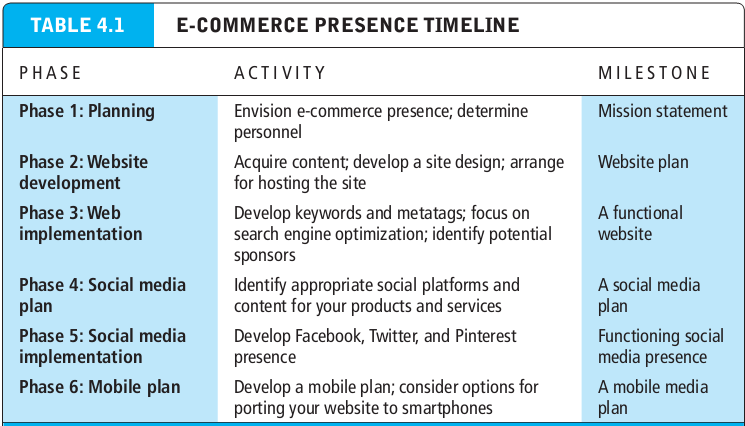 TABLE 4.1 E-COMMERCE PRESENCE TIMELINE
PHASE ACTIVITY MILESTONE
Phase 1: Planning Envision e-commerce presence; determine Mission statement
personnel
Phase 2: Website Acquire content; develop a site design; arrange Website plan
development for hosting the site
Phase 3: Web Develop keywords and metatags; focus on A functional
implementation search engine optimization; identify potential website
sponsors
Phase 4: Social media Identify appropriate social platforms and A social media
plan content for your products and services plan
Phase 5: Social media Develop Facebook, Twitter, and Pinterest Functioning social
implementation presence media presence
Phase 6: Mobile plan Develop a mobile plan; consider options for A mobile media
porting your website to smartphones plan